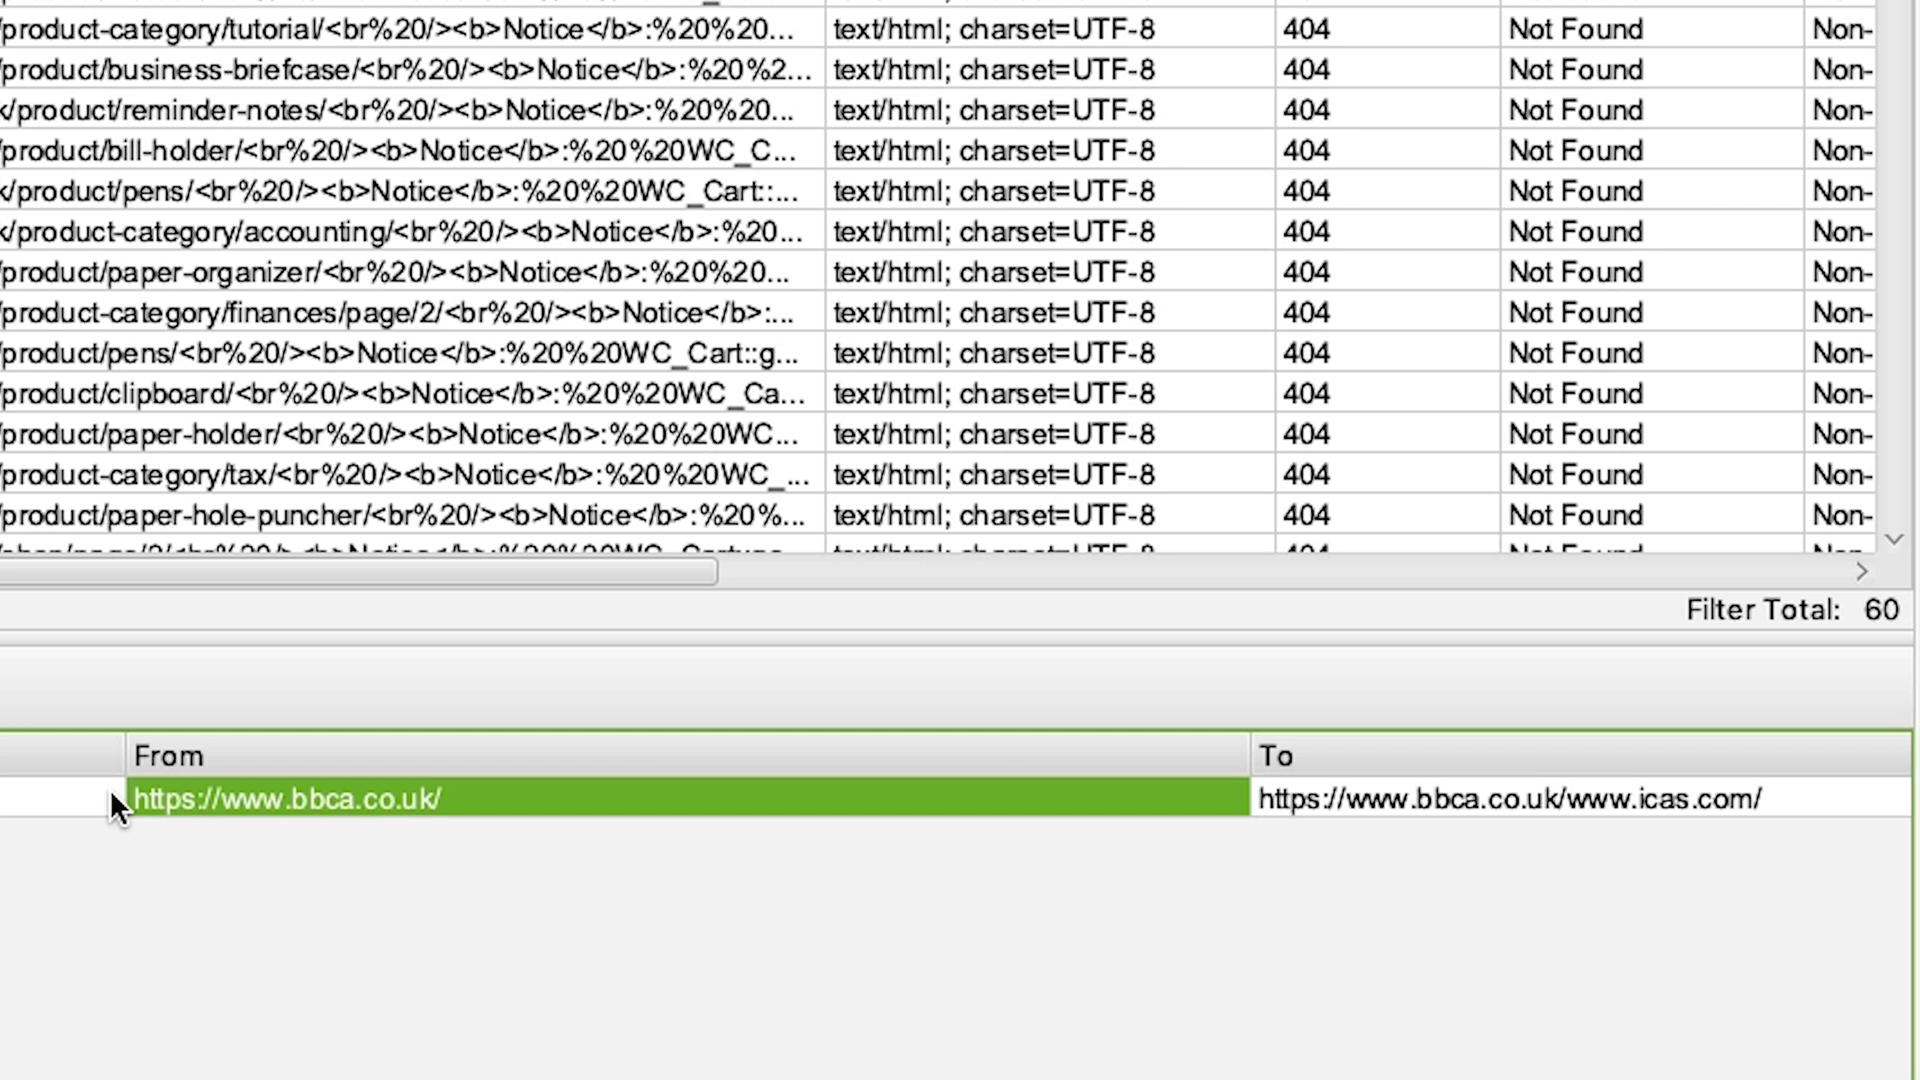 /product-category/tutorial/<br%20/><b>Notice</b>:%20%20... text/html; charset=UTF-8 404 Not Found Non-
/product/business-briefcase/<br%20/><b>Notice</b>:%20%2... text/html; charset=UTF-8 404 Not Found Non-
k/product/reminder-notes/<br%20/><b>Notice</b>:%20%20... text/html; charset=UTF-8 404 Not Found Non-
/product/bill-holder/<br%20/><b>Notice</b>:%20%20WC_C... text/html; charset=UTF-8 404 Not Found Non-
k/product/pens/<br%20/><b>Notice</b>:%20%20WC_Cart::... text/html; charset=UTF-8 404 Not Found Non-
k/product-category/accounting/<br%20/><b>Notice</b>:%20... text/html; charset=UTF-8 404 Not Found Non-
/product/paper-organizer/<br%20/><b>Notice</b>:%20%20... text/html; charset=UTF-8 404 Not Found Non-
/product-category/finances/page/2/<br%20/><b>Notice</b>:... text/html; charset=UTF-8 404 Not Found Non-
/product/pens/<br%20/><b>Notice</b>:%20%20WC_Cart::g... text/html; charset=UTF-8 404 Not Found Non-
/product/clipboard/<br%20/><b>Notice</b>:%20%20WC_Ca... text/html; charset=UTF-8 404 Not Found Non-
/product/paper-holder/<br%20/><b>Notice</b>:%20%20WC... text/html; charset=UTF-8 404 Not Found Non-
/product-category/tax/<br%20/><b>Notice</b>:%20%20WC_... text/html; charset=UTF-8 404 Not Found Non-
/product/paper-hole-puncher/<br%20/><b>Notice</b>:%20%... text/html; charset=UTF-8 404 Not Found Non-
Filter Total: 60
From To
https://www.bbca.co.uk/ https://www.bbca.co.uk/www.icas.com/